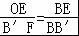 OE = BE
B′ F  BB′